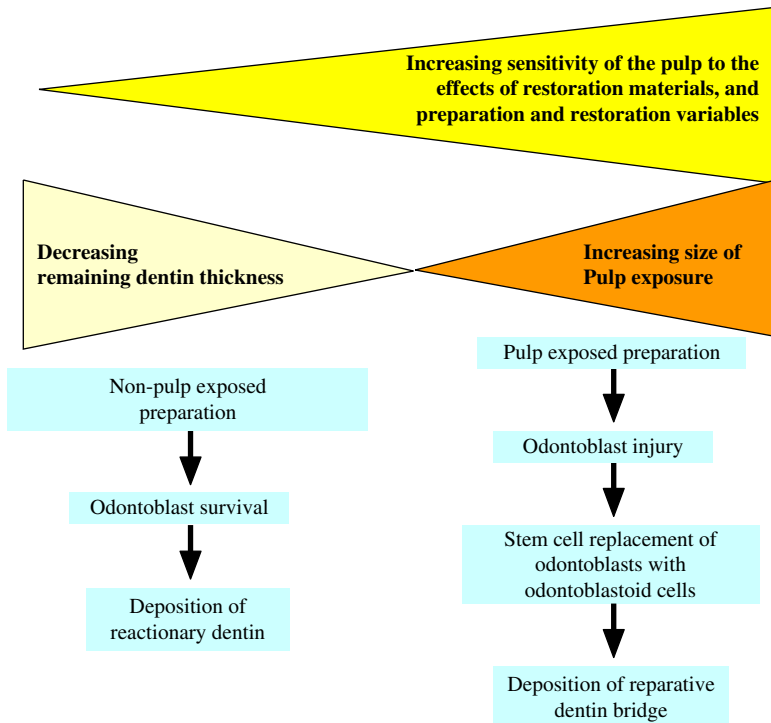 Increasing sensitivity of the pulp to the
effects of restoration materials, and
preparation and restoration variables
Decreasing
remaining dentin thickness
Increasing size of
Pulp exposure
Non-pulp exposed
preparation
Odontoblast survival
Deposition of
reactionary dentin
Pulp exposed preparation
Odontoblast injury
Stem cell replacement of
odontoblasts with
odontoblastoid cells
Deposition of reparative
dentin bridge